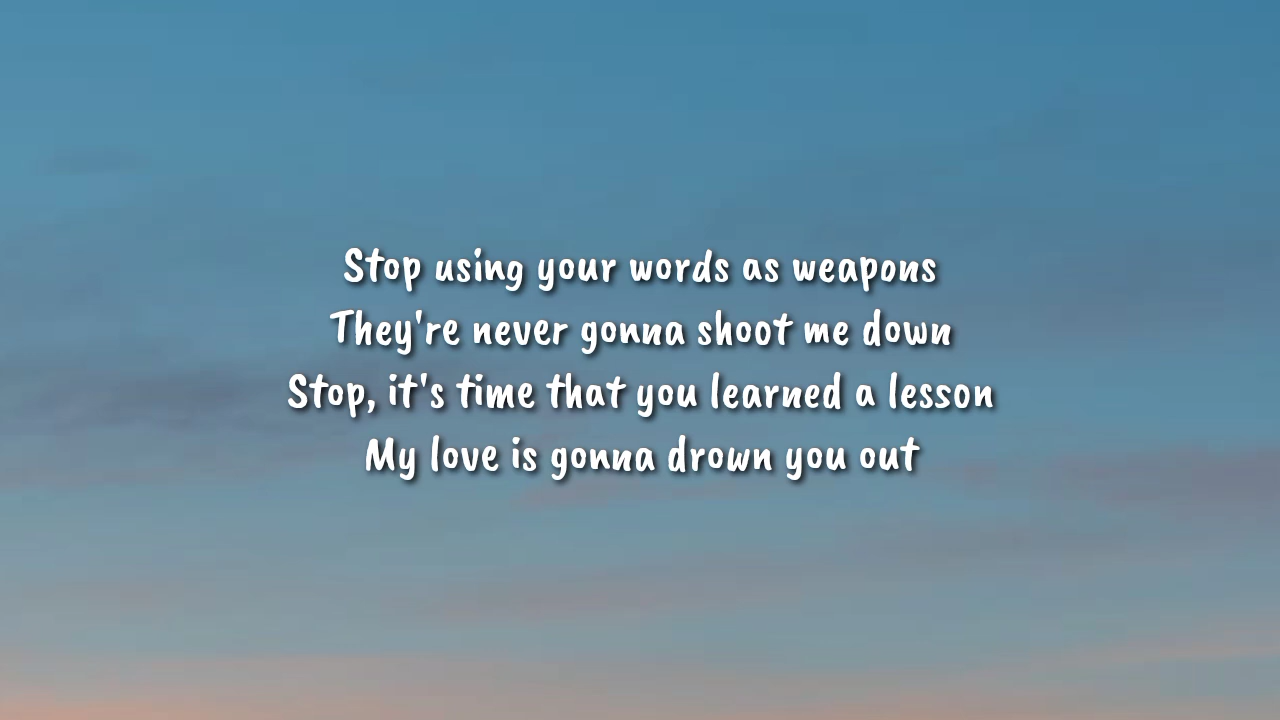 Stop using your words as weapons
They're never gonna shoot me down
Stop, it's time that you learned a lesson
My love is gonna drown you out